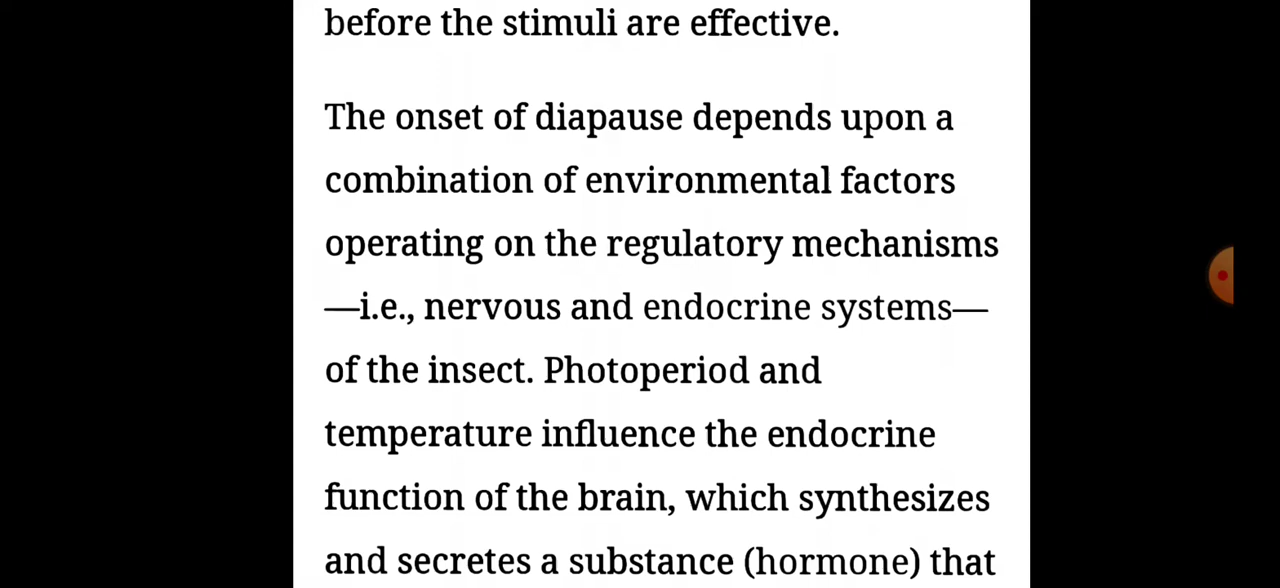 before the stimuli are effective.
The onset of diapause depends upon a
combination of environmental factors
operating on the regulatory mechanisms
—i.e., nervous and endocrine systems—
of the insect. Photoperiod and
temperature influence the endocrine
function of the brain, which synthesizes
and secretes a substance (hormone) that